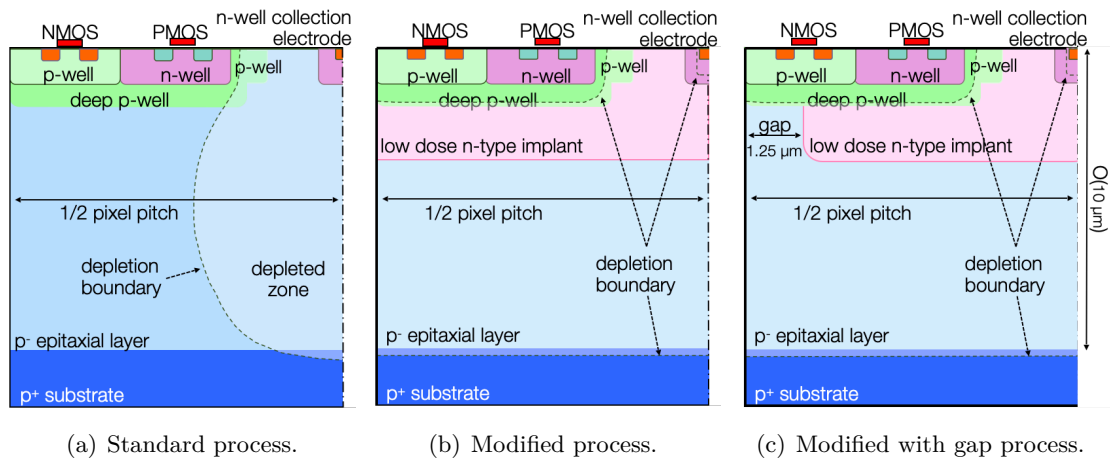 NMOS
PMOS
n-well collection
electrode
p-well
n-well
p-well
deep p-well
1/2 pixel pitch
depletion
boundary
depleted
zone
p- epitaxial layer
p+ substrate
(a) Standard process.
NMOS
PMOS
n-well collection
electrode
p-well
n-well
p-well
deep p-well
low dose n-type implant
1/2 pixel pitch
depletion
boundary
p- epitaxial layer
p+ substrate
(b) Modified process.
NMOS
PMOS
n-well collection
electrode
p-well
n-well
p-well
deep p-well
gap
1.25 μm
low dose n-type implant
1/2 pixel pitch
depletion
boundary
p- epitaxial layer
p+ substrate
O(10 μm)
(c) Modified with gap process.